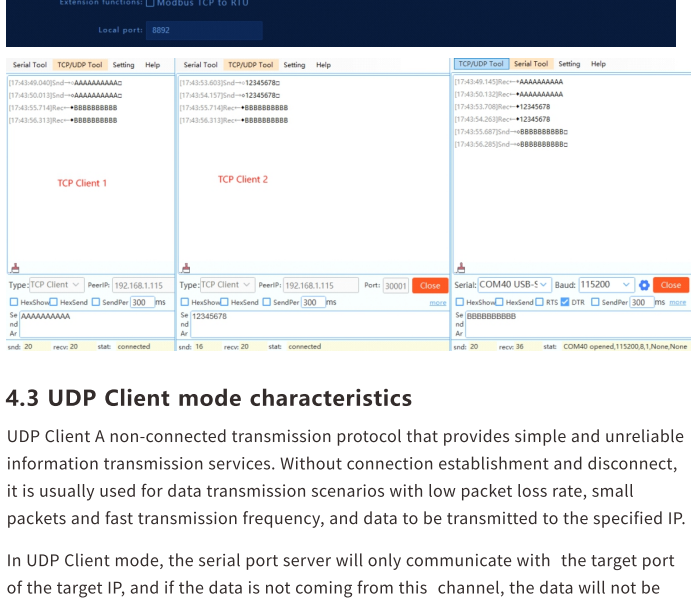 Extension functions: Modbus TCP to RTU
Local port: 8892
Serial Tool TCP/UDP Tool Setting Help
[17:43:49.040]Snd→◦AAAAAAAAAA□
[17:43:50.013]Snd→◦AAAAAAAAAA□
[17:43:55.714]Rec←•BBBBBBBBBB
[17:43:56.313]Rec←•BBBBBBBBBB
TCP Client 1
Type: TCP Client PeerIP: 192.168.1.115
HexShow HexSend SendPer 300 ms
Se
nd
Ar
AAAAAAAAAA
snd: 20 recv: 20 stat: connected
Serial Tool TCP/UDP Tool Setting Help
[17:43:53.603]Snd→◦12345678□
[17:43:54.157]Snd→◦12345678□
[17:43:55.714]Rec←•BBBBBBBBBB
[17:43:56.313]Rec←•BBBBBBBBBB
TCP Client 2
Type: TCP Client PeerIP: 192.168.1.115 Port: 30001 Close
HexShow HexSend SendPer 300 ms more
Se
nd
Ar
12345678
snd: 16 recv: 20 stat: connected
TCP/UDP Tool Serial Tool Setting Help
[17:43:49.145]Rec←•AAAAAAAAAA
[17:43:50.132]Rec←•AAAAAAAAAA
[17:43:53.708]Rec←•12345678
[17:43:54.263]Rec←•12345678
[17:43:55.687]Snd→◦BBBBBBBBBB□
[17:43:56.285]Snd→◦BBBBBBBBBB□
Serial: COM40 USB-S Baud: 115200 Close
HexShow HexSend RTS DTR SendPer 300 ms more
Se
nd
Ar
BBBBBBBBBB
snd: 20 recv: 36 stat: COM40 opened,115200,8,1,None,None
4.3 UDP Client mode characteristics
UDP Client A non-connected transmission protocol that provides simple and unreliable
information transmission services. Without connection establishment and disconnect,
it is usually used for data transmission scenarios with low packet loss rate, small
packets and fast transmission frequency, and data to be transmitted to the specified IP.
In UDP Client mode, the serial port server will only communicate with the target port
of the target IP, and if the data is not coming from this channel, the data will not be